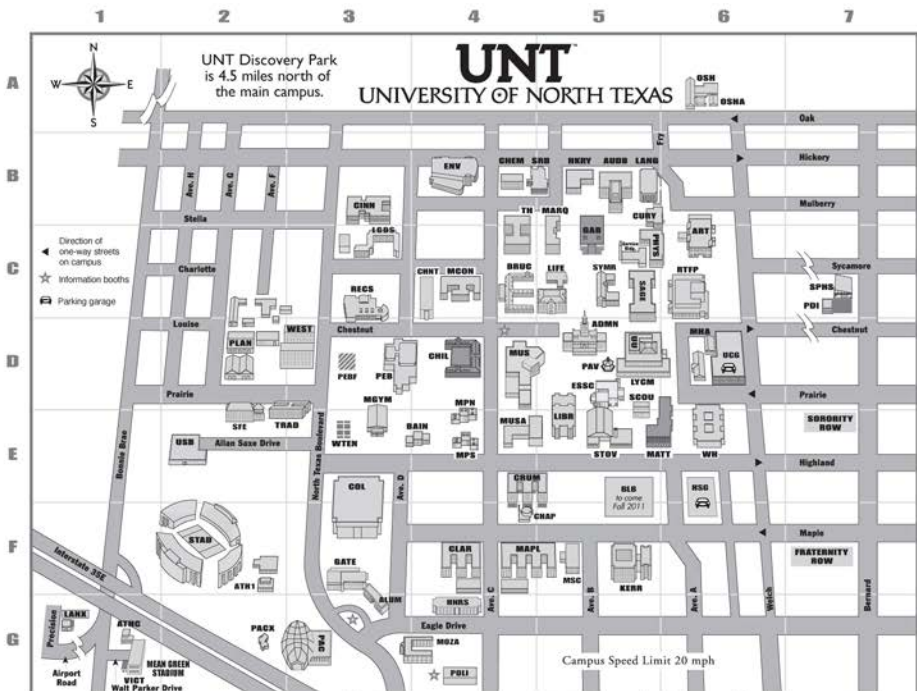 1 2 3 4 5 6 7
A
B
C
D
E
F
G
N
W E
S
UNT Discovery Park
is 4.5 miles north of
the main campus.
UNT
UNIVERSITY OF NORTH TEXAS
OSH
OSHA
Oak
Fry
Hickory
ENV
CHEM SRB HKRY AUDB LANG
Ave. H
Ave. G
Ave. F
Mulberry
CINN
Stella
TH MARQ
CURY
LGDS
GAB
PHYS
ART
Direction of
one-way streets
on campus
Information booths
Parking garage
Charlotte
CHNT MCON
DRUG LIFE
SYMR
SAGE
RTFP
Sycamore
SPHS
PDI
RECS
Louise
WEST
Chestnut
ADMN
MHA
Chestnut
PLAN
PEBF
PEB
CHIL
MUS
PAV
UU
UCG
LYCM
Prairie
ESSC
SCOU
Prairie
MGYM
MPN
SFE
TRAD
WTEN
BAIN
MUSA
LIBR
SORORITY
ROW
USB
Allan Saxe Drive
MPS
STOV
MATT
WH
Bonnie Brae
North Texas Boulevard
Highland
COL
Ave. D
CRUM
BLB
to come
Fall 2011
HSG
CHAP
STAD
Maple
Interstate 35E
ATH1
GATE
CLAR
MAPL
MSC
KERR
FRATERNITY
ROW
ALUM
HNRS
Ave. C
Ave. B
Ave. A
Welch
Bernard
Eagle Drive
LANX
Precision
ATHC
PACX
PAC
MOZA
MEAN GREEN
STADIUM
POLI
Campus Speed Limit 20 mph
Airport
Road
VICT
Walt Parker Drive